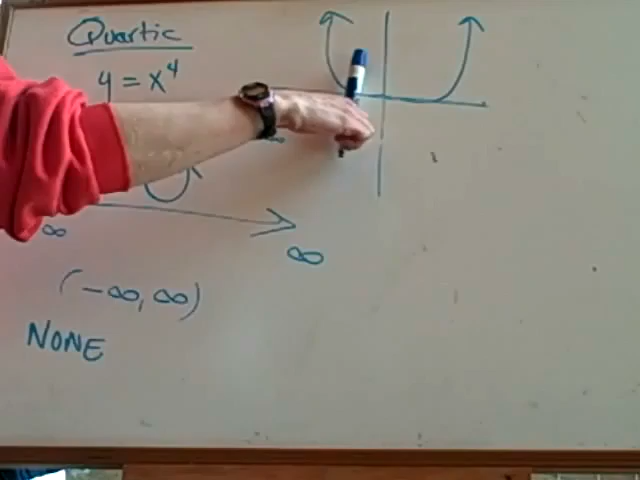 Quartic
y = x⁴
∞
∞
∞
(-∞, ∞)
NONE